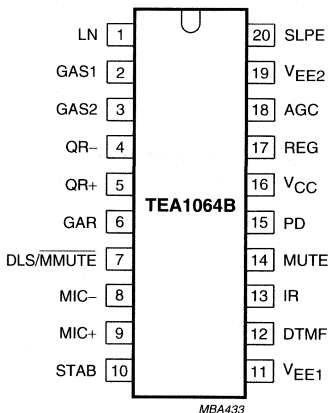 LN 1 20 SLPE
GAS1 2 19 VEE2
GAS2 3 18 AGC
QR− 4 17 REG
QR+ 5 16 VCC
TEA1064B
GAR 6 15 PD
DLS/MMUTE 7 14 MUTE
MIC− 8 13 IR
MIC+ 9 12 DTMF
STAB 10 11 VEE1
MBA433